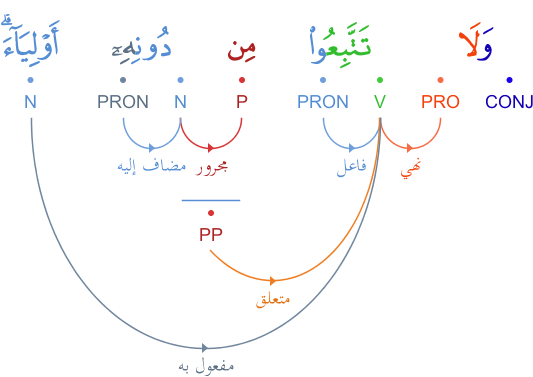 وَلَا تَتَّبِعُوا۟ مِن دُونِهِۦٓ أَوْلِيَآءَ ۗ
CONJ PRO V PRON P N PRON N
نهي فاعل مجرور مضاف إليه
PP
متعلق
مفعول به